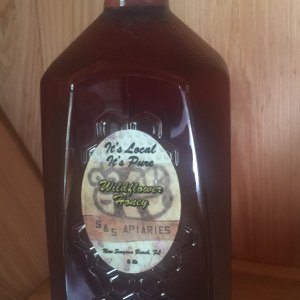 It's Local
It's Pure
Wildflower
Honey
S & S APIARIES
New Smyrna Beach, FL